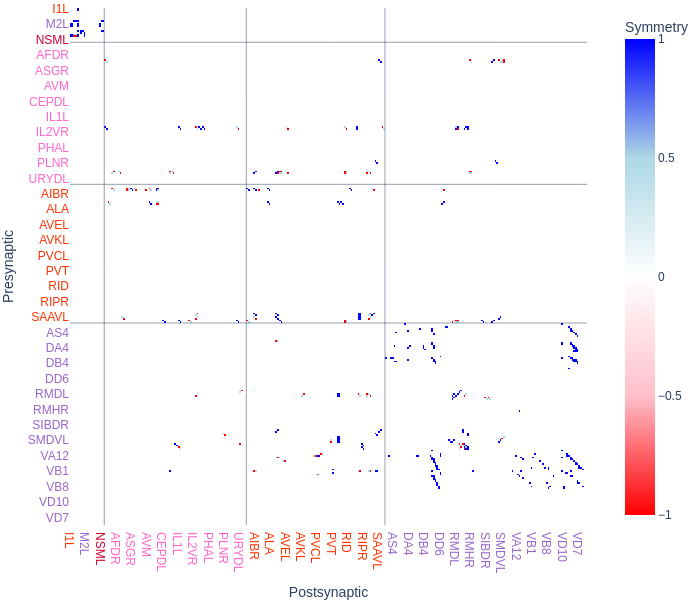 Symmetry
1
0.5
0
−0.5
−1
Presynaptic
I1L
M2L
NSML
AFDR
ASGR
AVM
CEPDL
IL1L
IL2VR
PHAL
PLNR
URYDL
AIBR
ALA
AVEL
AVKL
PVCL
PVT
RID
RIPR
SAAVL
AS4
DA4
DB4
DD6
RMDL
RMHR
SIBDR
SMDVL
VA12
VB1
VB8
VD10
VD7
I1L
M2L
NSML
AFDR
ASGR
AVM
CEPDL
IL1L
IL2VR
PHAL
PLNR
URYDL
AIBR
ALA
AVEL
AVKL
PVCL
PVT
RID
RIPR
SAAVL
AS4
DA4
DB4
DD6
RMDL
RMHR
SIBDR
SMDVL
VA12
VB1
VB8
VD10
VD7
Postsynaptic